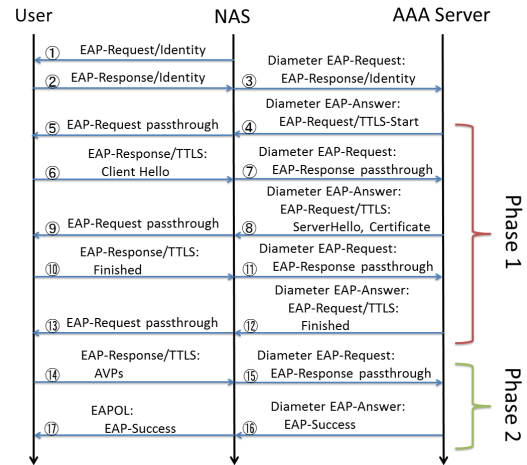 User
NAS
AAA Server
① EAP-Request/Identity
② EAP-Response/Identity
Diameter EAP-Request:
③ EAP-Response/Identity
Diameter EAP-Answer:
④ EAP-Request/TTLS-Start
⑤ EAP-Request passthrough
EAP-Response/TTLS:
⑥ Client Hello
Diameter EAP-Request:
⑦ EAP-Response passthrough
Diameter EAP-Answer:
EAP-Request/TTLS:
⑧ ServerHello, Certificate
⑨ EAP-Request passthrough
EAP-Response/TTLS:
⑩ Finished
Diameter EAP-Request:
⑪ EAP-Response passthrough
Diameter EAP-Answer:
EAP-Request/TTLS:
⑫ Finished
⑬ EAP-Request passthrough
EAP-Response/TTLS:
⑭ AVPs
Diameter EAP-Request:
⑮ EAP-Response passthrough
Diameter EAP-Answer:
⑯ EAP-Success
EAPOL:
⑰ EAP-Success
Phase 1
Phase 2